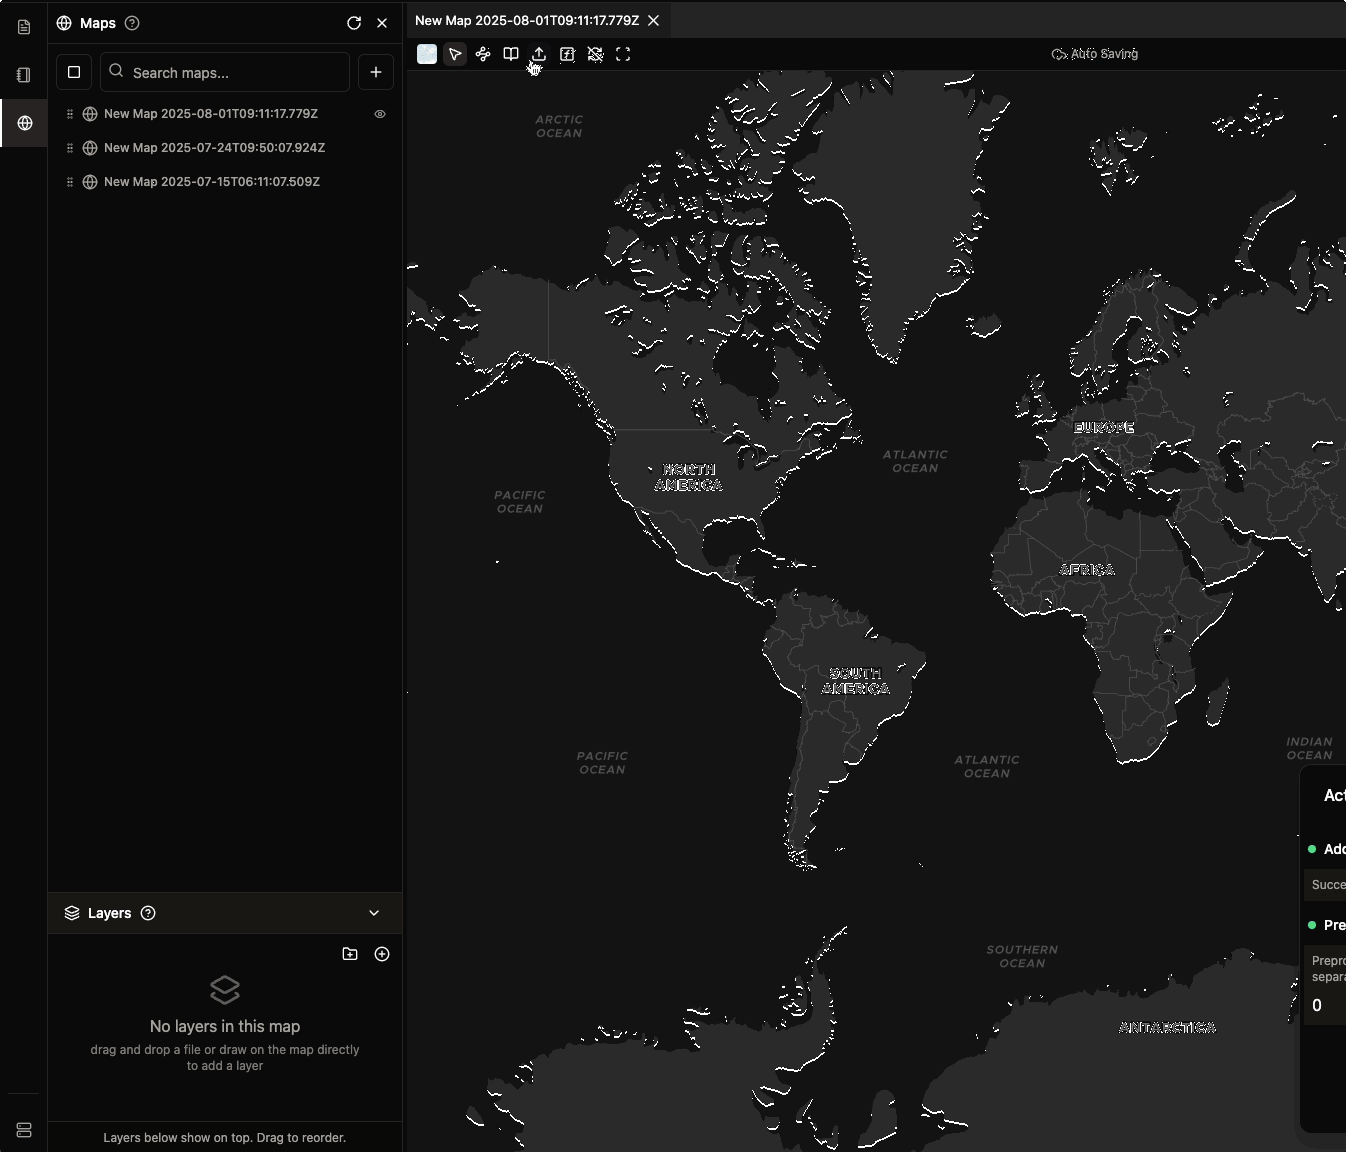 Maps
New Map 2025-08-01T09:11:17.779Z
Auto Saving
Search maps...
New Map 2025-08-01T09:11:17.779Z
New Map 2025-07-24T09:50:07.924Z
New Map 2025-07-15T06:11:07.509Z
ARCTIC
OCEAN
EUROPE
ATLANTIC
OCEAN
NORTH
AMERICA
PACIFIC
OCEAN
AFRICA
SOUTH
AMERICA
INDIAN
OCEAN
PACIFIC
OCEAN
ATLANTIC
OCEAN
SOUTHERN
OCEAN
ANTARCTICA
Layers
No layers in this map
drag and drop a file or draw on the map directly
to add a layer
Layers below show on top. Drag to reorder.
Act
Add
Succe
Pre
Prepro
separa
0